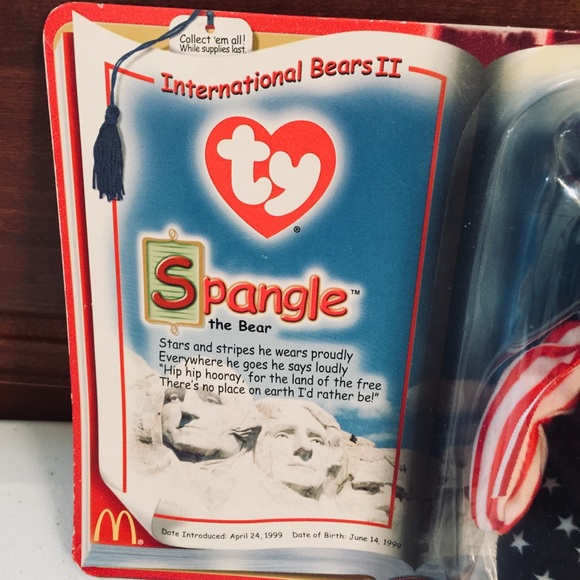 Collect 'em all!
While supplies last.
International Bears II
ty
®
Spangle™
the Bear
Stars and stripes he wears proudly
Everywhere he goes he says loudly
"Hip hip hooray, for the land of the free
There's no place on earth I'd rather be!"
M®
Date Introduced: April 24, 1999 Date of Birth: June 14, 1999